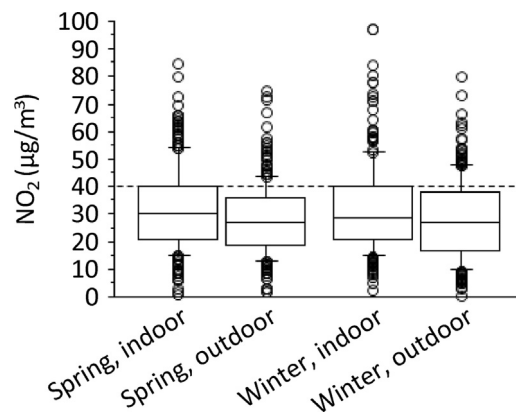 NO₂ (µg/m³)
100
90
80
70
60
50
40
30
20
10
0
Spring, indoor
Spring, outdoor
Winter, indoor
Winter, outdoor